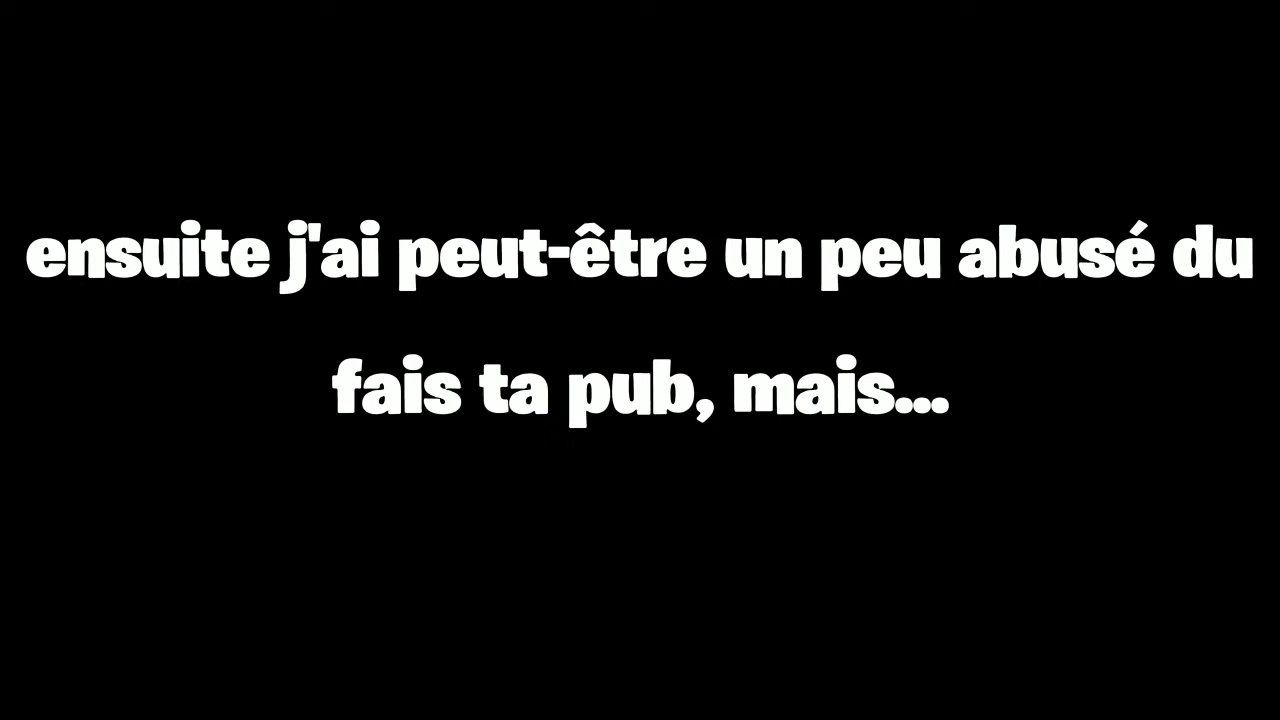 ensuite j'ai peut-être un peu abusé du
fais ta pub, mais...